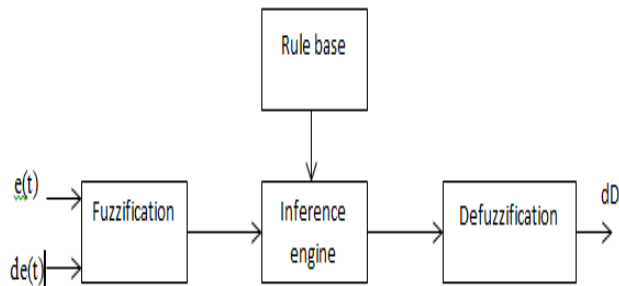 Rule base
e(t)
Fuzzification
Inference
engine
Defuzzification
dD
de(t)